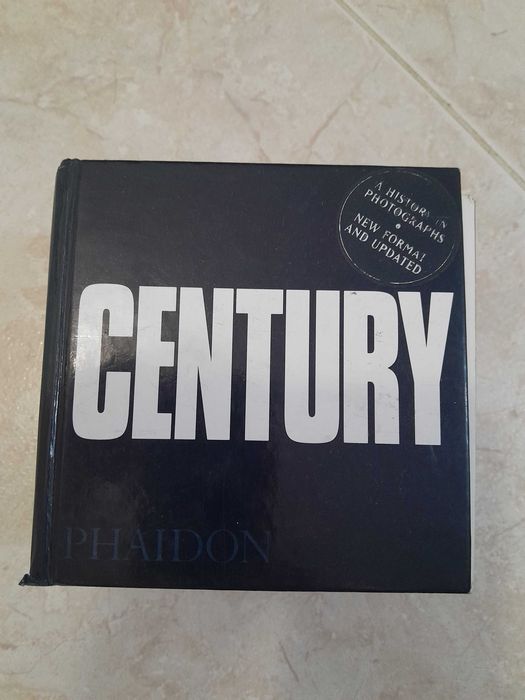 A HISTORY IN
PHOTOGRAPHS
•
NEW FORMAT
AND UPDATED
CENTURY
PHAIDON